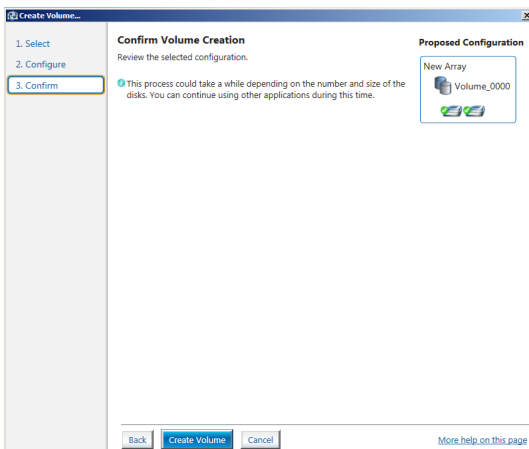 Create Volume...
1. Select
2. Configure
3. Confirm
Confirm Volume Creation
Review the selected configuration.
This process could take a while depending on the number and size of the
disks. You can continue using other applications during this time.
Proposed Configuration
New Array
Volume_0000
Back
Create Volume
Cancel
More help on this page